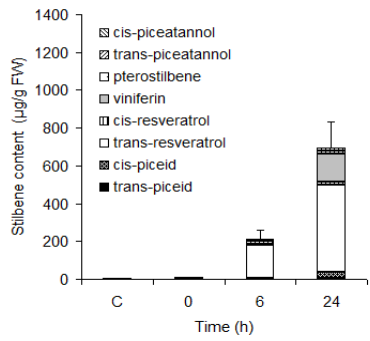 1400
1200
1000
800
600
400
200
0
Stilbene content (µg/g FW)
cis-piceatannol
trans-piceatannol
pterostilbene
viniferin
cis-resveratrol
trans-resveratrol
cis-piceid
trans-piceid
C 0 6 24
Time (h)